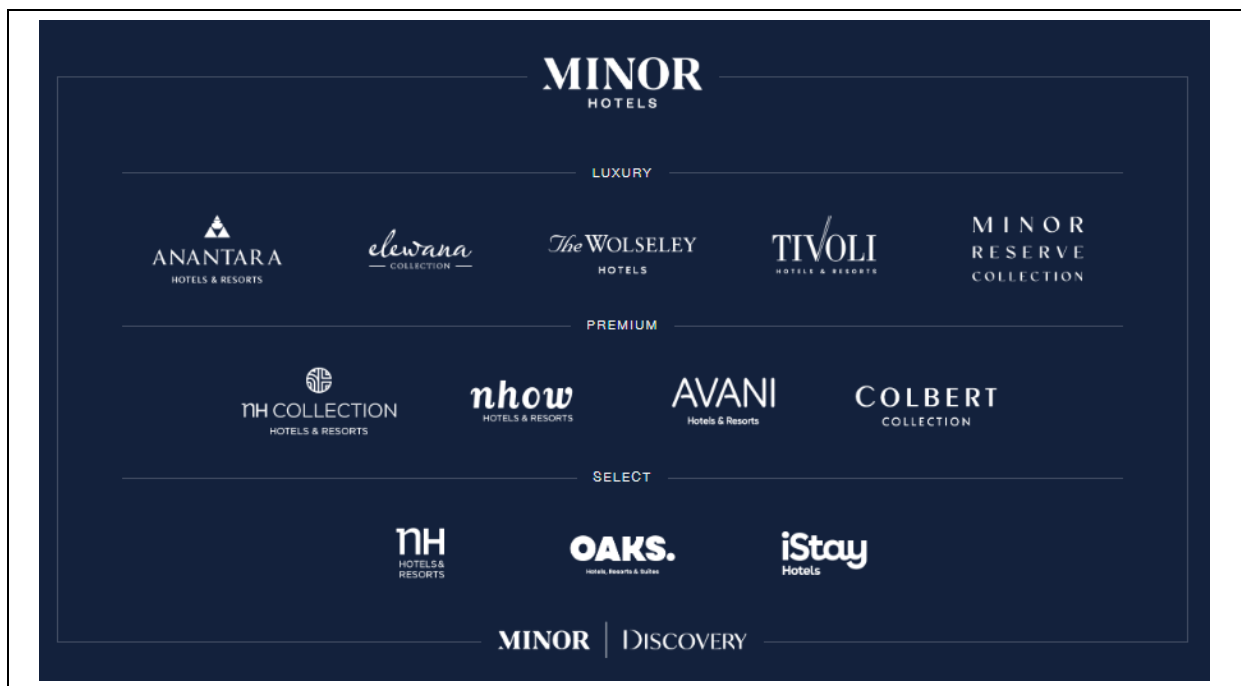 MINOR
HOTELS
LUXURY
ANANTARA
HOTELS & RESORTS
elewana
COLLECTION
The WOLSELEY
HOTELS
TIVOLI
HOTELS & RESORTS
MINOR
RESERVE
COLLECTION
PREMIUM
nH COLLECTION
HOTELS & RESORTS
nhow
HOTELS & RESORTS
AVANI
Hotels & Resorts
COLBERT
COLLECTION
SELECT
nH
HOTELS&
RESORTS
OAKS.
Hotels, Resorts & Suites
iStay
Hotels
MINOR | DISCOVERY